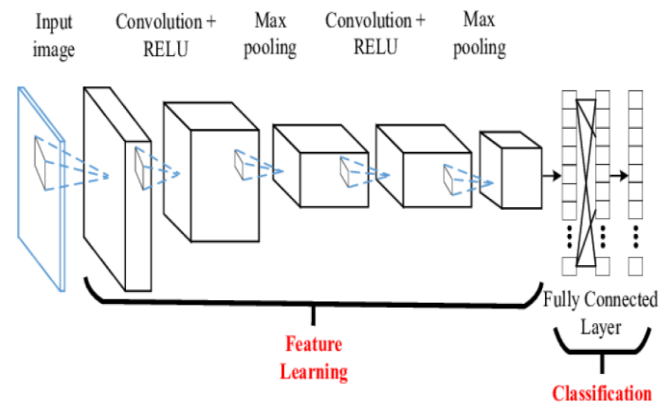 Input
image
Convolution +
RELU
Max
pooling
Convolution +
RELU
Max
pooling
Fully Connected
Layer
Feature
Learning
Classification